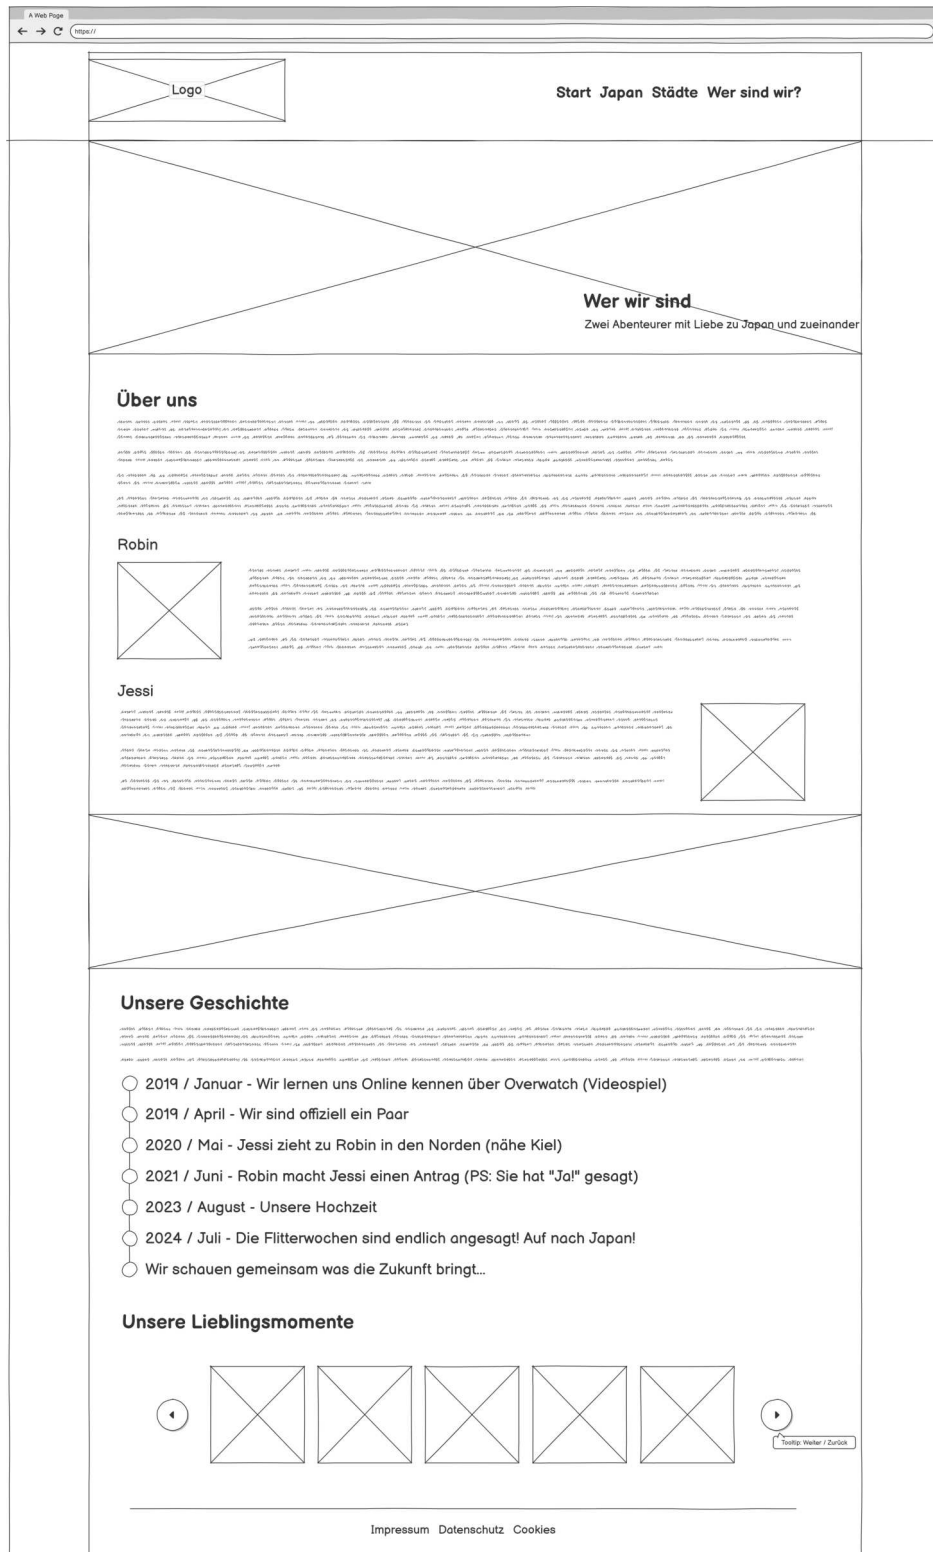 A Web Page
https://
Logo
Start Japan Städte Wer sind wir?
Wer wir sind
Zwei Abenteurer mit Liebe zu Japan und zueinander
Über uns
Robin
Jessi
Unsere Geschichte
2019 / Januar - Wir lernen uns Online kennen über Overwatch (Videospiel)
2019 / April - Wir sind offiziell ein Paar
2020 / Mai - Jessi zieht zu Robin in den Norden (nähe Kiel)
2021 / Juni - Robin macht Jessi einen Antrag (PS: Sie hat "Ja!" gesagt)
2023 / August - Unsere Hochzeit
2024 / Juli - Die Flitterwochen sind endlich angesagt! Auf nach Japan!
Wir schauen gemeinsam was die Zukunft bringt...
Unsere Lieblingsmomente
Tooltip: Weiter / Zurück
Impressum Datenschutz Cookies